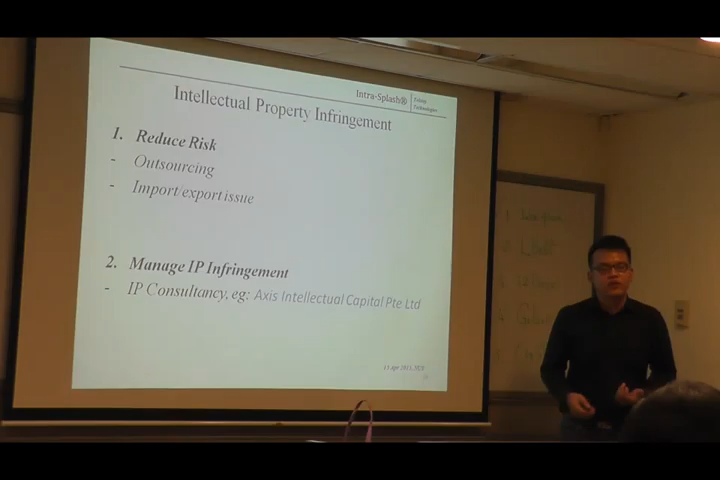 Intra-Splash®
Intellectual Property Infringement
1. Reduce Risk
- Outsourcing
- Import/export issue
2. Manage IP Infringement
- IP Consultancy, eg: Axis Intellectual Capital Pte Ltd